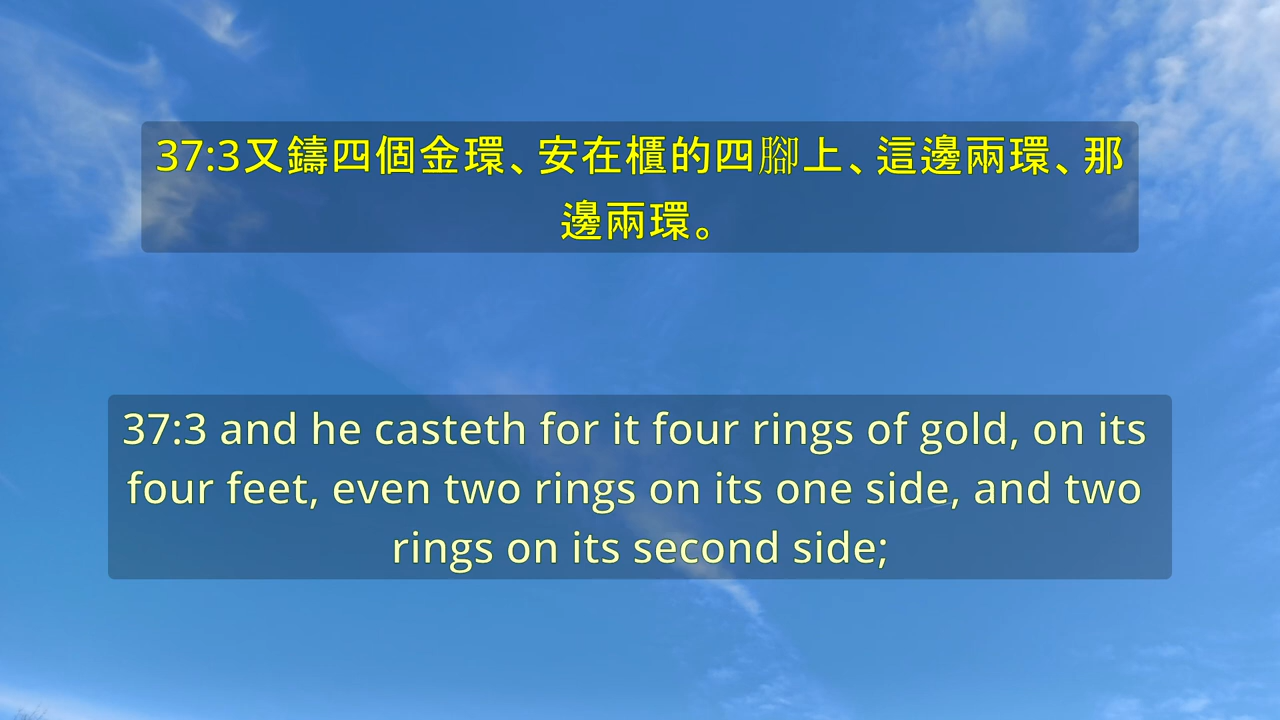 37:3又鑄四個金環、安在櫃的四腳上、這邊兩環、那
邊兩環。
37:3 and he casteth for it four rings of gold, on its
four feet, even two rings on its one side, and two
rings on its second side;